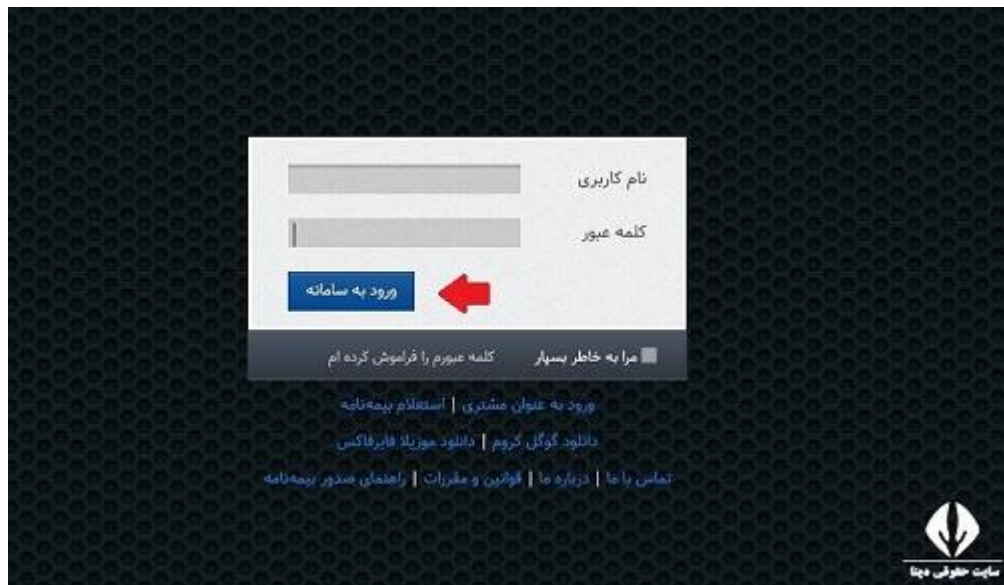 نام کاربری
کلمه عبور
ورود به سامانه
مرا به خاطر بسپار کلمه عبورم را فراموش کرده ام
ورود به عنوان مشتری | استعلام بیمه‌نامه
دانلود گوگل کروم | دانلود موزیلا فایرفاکس
تماس با ما | درباره ما | قوانین و مقررات | راهنمای صدور بیمه‌نامه
سایت حقوقی دینا